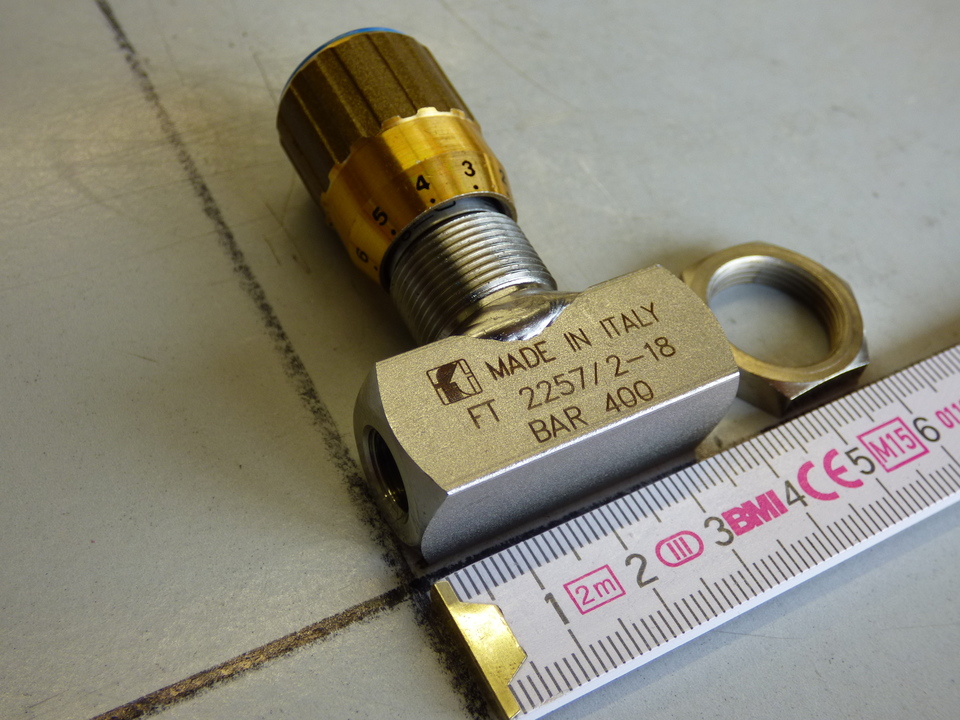 3
4
5
6
MADE IN ITALY
FT 2257/2-18
BAR 400
1 2m 2 III 3 BMI 4 CE 5 M15 6